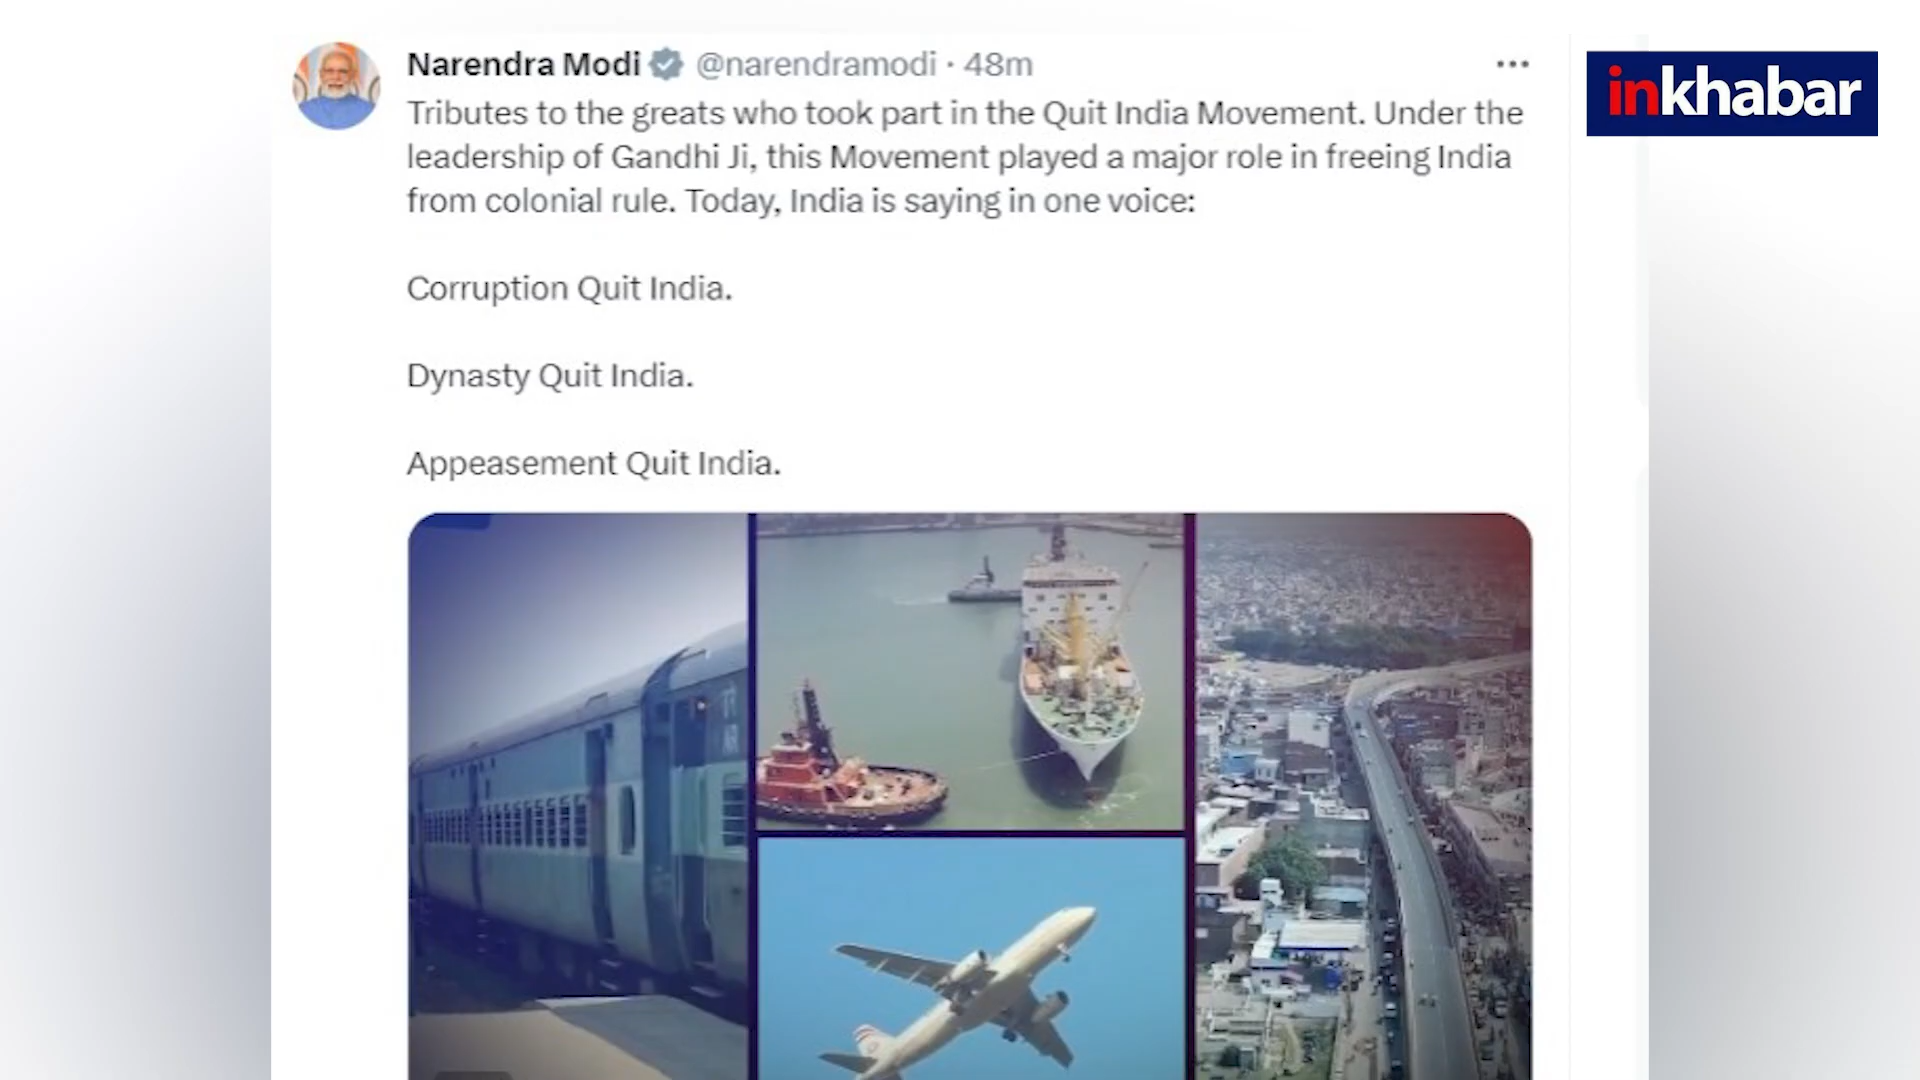 Narendra Modi @narendramodi · 48m
inkhabar
Tributes to the greats who took part in the Quit India Movement. Under the
leadership of Gandhi Ji, this Movement played a major role in freeing India
from colonial rule. Today, India is saying in one voice:
Corruption Quit India.
Dynasty Quit India.
Appeasement Quit India.